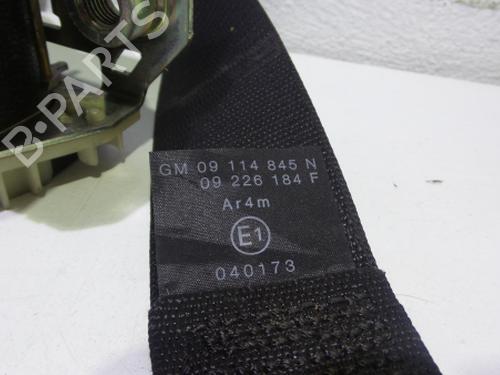 B-PARTS
GM 09 114 845 N
09 226 184 F
Ar4m
E1
040173